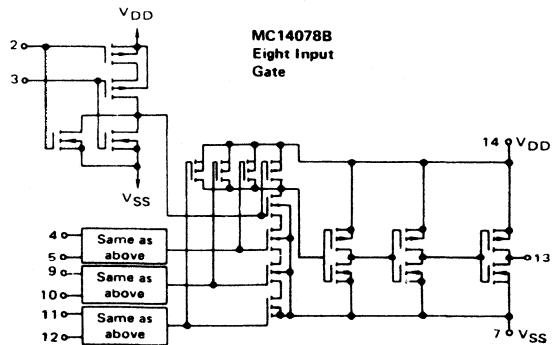 VDD
MC14078B
Eight Input
Gate
2
3
14 VDD
VSS
4
5
Same as
above
9
10
Same as
above
13
11
12
Same as
above
7 VSS